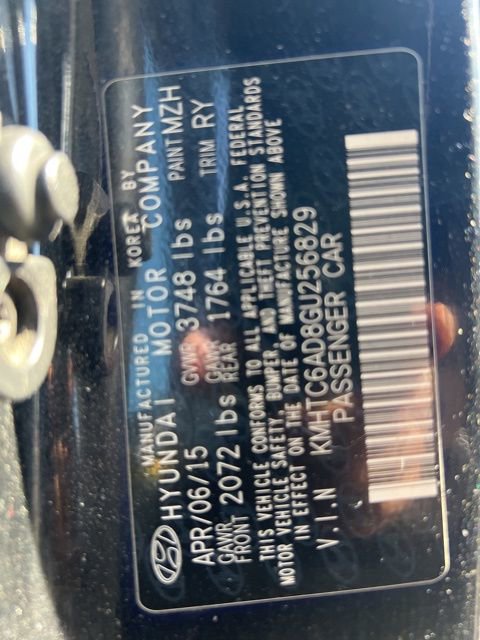 MANUFACTURED IN KOREA BY
HYUNDAI MOTOR COMPANY
APR/06/15 GVWR 3748 lbs PAINT MZH
GAWR FRONT 2072 lbs GAWR REAR 1764 lbs TRIM RY
THIS VEHICLE CONFORMS TO ALL APPLICABLE U.S.A. FEDERAL
MOTOR VEHICLE SAFETY, BUMPER, AND THEFT PREVENTION STANDARDS
IN EFFECT ON THE DATE OF MANUFACTURE SHOWN ABOVE
V.I.N KMHTC6AD8GU256829
PASSENGER CAR